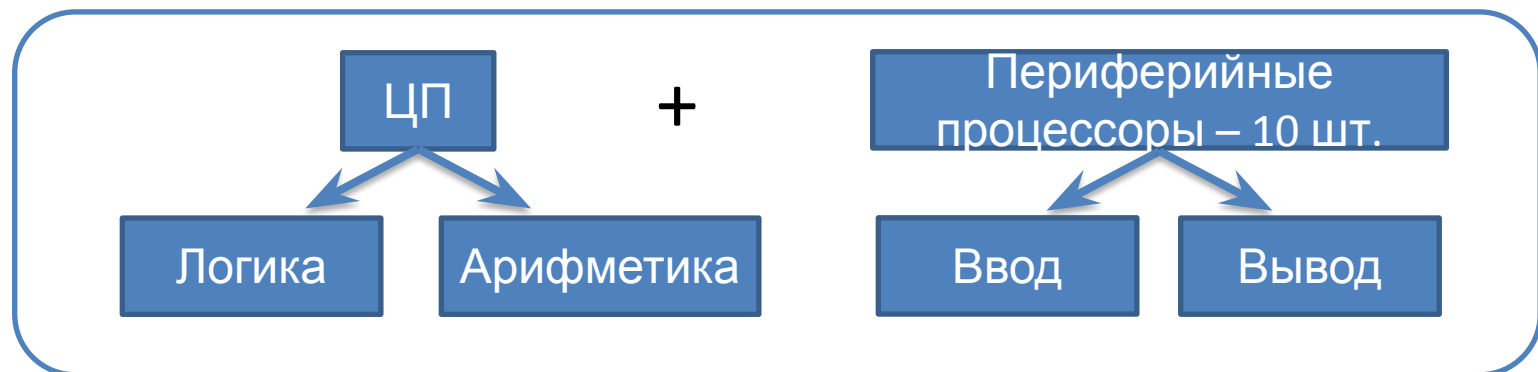 ЦП
+
Периферийные
процессоры – 10 шт.
Логика
Арифметика
Ввод
Вывод